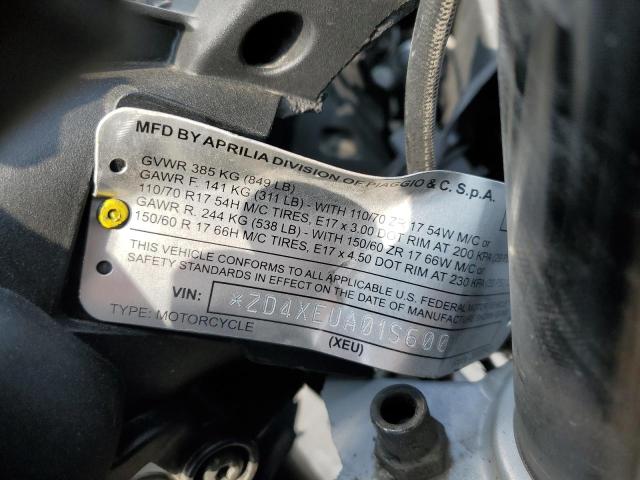 MFD BY APRILIA DIVISION OF PIAGGIO & C. S.p.A.
GVWR 385 KG (849 LB)
GAWR F. 141 KG (311 LB) - WITH 110/70 ZR 17 54W M/C or
110/70 R17 54H M/C TIRES, E17 x 3.00 DOT RIM AT 200 KPA
GAWR R. 244 KG (538 LB) - WITH 150/60 ZR 17 66W M/C or
150/60 R 17 66H M/C TIRES, E17 x 4.50 DOT RIM AT 230 KPA
THIS VEHICLE CONFORMS TO ALL APPLICABLE U.S. FEDERAL MOTOR
SAFETY STANDARDS IN EFFECT ON THE DATE OF MANUFACTURE
VIN: *ZD4XEUA01S600
TYPE: MOTORCYCLE (XEU)